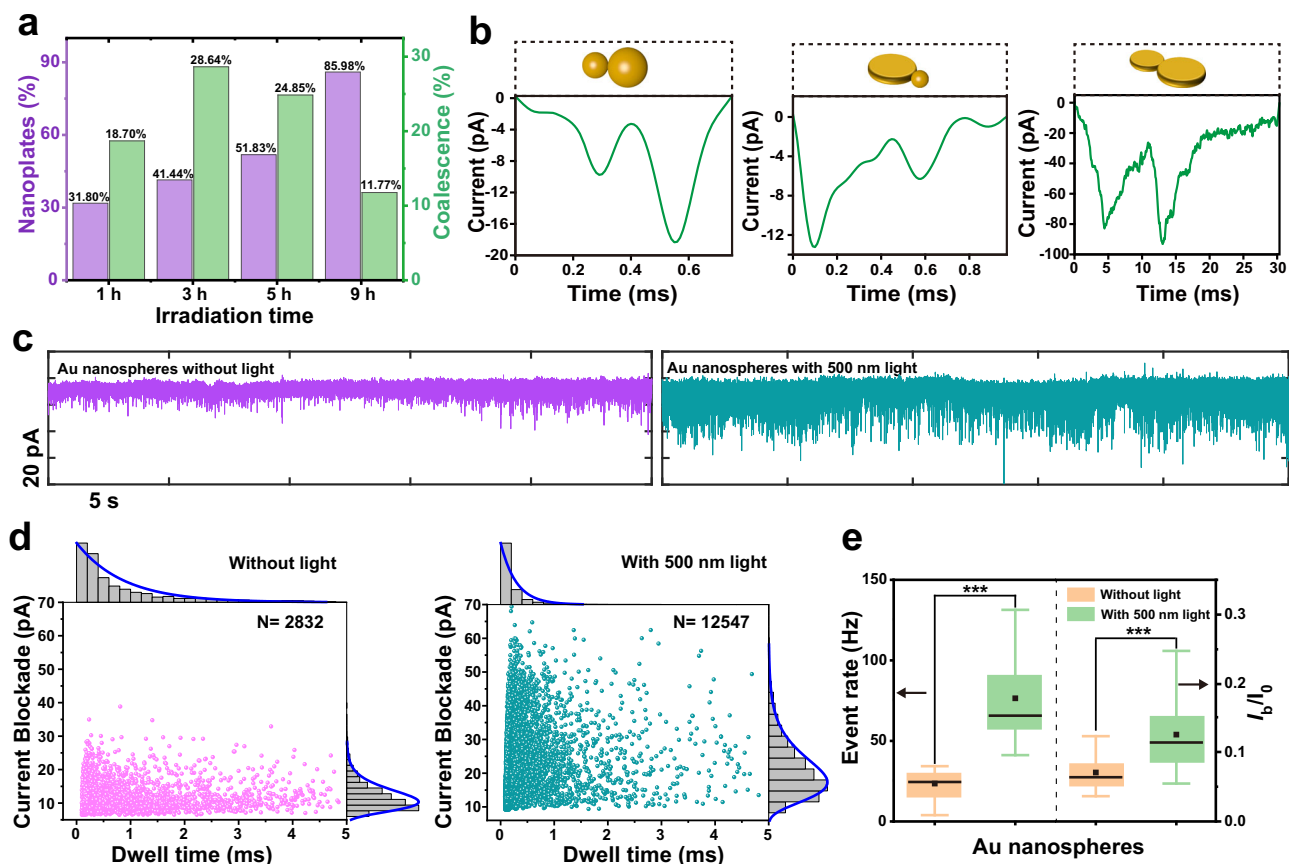 a
Nanoplates (%)
90
60
30
0
31.80%
18.70%
41.44%
28.64%
51.83%
24.85%
85.98%
11.77%
30
20
10
0
Coalescence (%)
1 h
3 h
5 h
9 h
Irradiation time
b
Current (pA)
0
-4
-8
-12
-16
-20
0
0.2
0.4
0.6
Time (ms)
Current (pA)
0
-4
-8
-12
0
0.2
0.4
0.6
0.8
Time (ms)
Current (pA)
0
-20
-40
-60
-80
-100
0
5
10
15
20
25
30
Time (ms)
c
Au nanospheres without light
Au nanospheres with 500 nm light
20 pA
5 s
d
Without light
N= 2832
Current Blockade (pA)
70
60
50
40
30
20
10
0
1
2
3
4
5
Dwell time (ms)
With 500 nm light
N= 12547
Current Blockade (pA)
70
60
50
40
30
20
10
0
1
2
3
4
5
Dwell time (ms)
e
Event rate (Hz)
150
100
50
0
***
Without light
With 500 nm light
***
0.3
0.2
0.1
0.0
Ib/I0
Au nanospheres